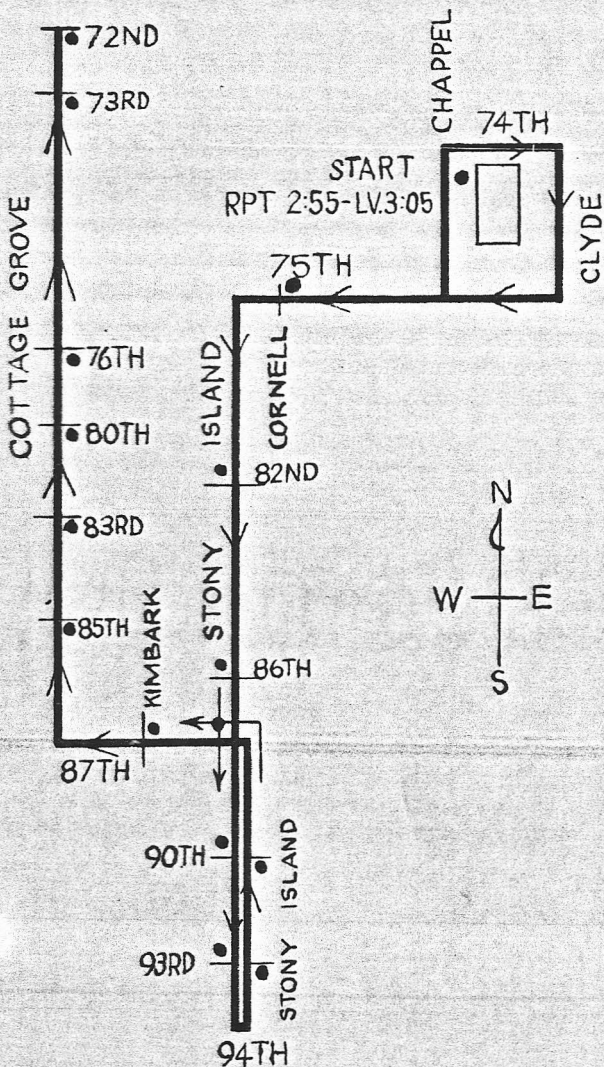 72ND
73RD
CHAPPEL
74TH
START
RPT 2:55-LV.3:05
CLYDE
COTTAGE GROVE
75TH
76TH
ISLAND
CORNELL
80TH
82ND
83RD
STONY
N
W E
S
85TH
KIMBARK
86TH
87TH
90TH
STONY ISLAND
93RD
94TH